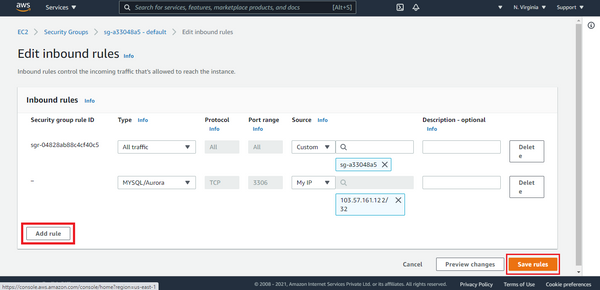 aws Services ▾ Search for services, features, marketplace products, and docs [Alt+S] N. Virginia ▾ Support ▾
EC2 > Security Groups > sg-a33048a5 - default > Edit inbound rules
Edit inbound rules Info
Inbound rules control the incoming traffic that's allowed to reach the instance.
Inbound rules Info
Security group rule ID Type Info Protocol Info Port range Info Source Info Description - optional Info
sgr-04828ab88c4cf40c5 All traffic All All Custom Delete
sg-a33048a5 ✕
– MYSQL/Aurora TCP 3306 My IP Delete
103.57.161.122/
32 ✕
Add rule
Cancel Preview changes Save rules
https://console.aws.amazon.com/console/home?region=us-east-1
© 2008 - 2021, Amazon Internet Services Private Ltd. or its affiliates. All rights reserved. Privacy Policy Terms of Use Cookie preferences